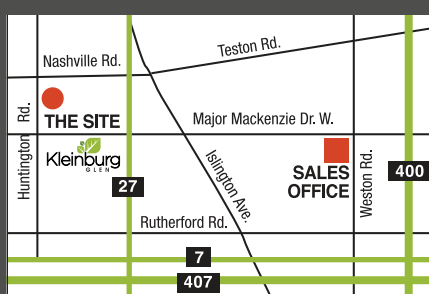 Teston Rd.
Nashville Rd.
Huntington Rd.
THE SITE
Major Mackenzie Dr. W.
Kleinburg
GLEN
Islington Ave.
SALES
OFFICE
Weston Rd.
400
27
Rutherford Rd.
7
407